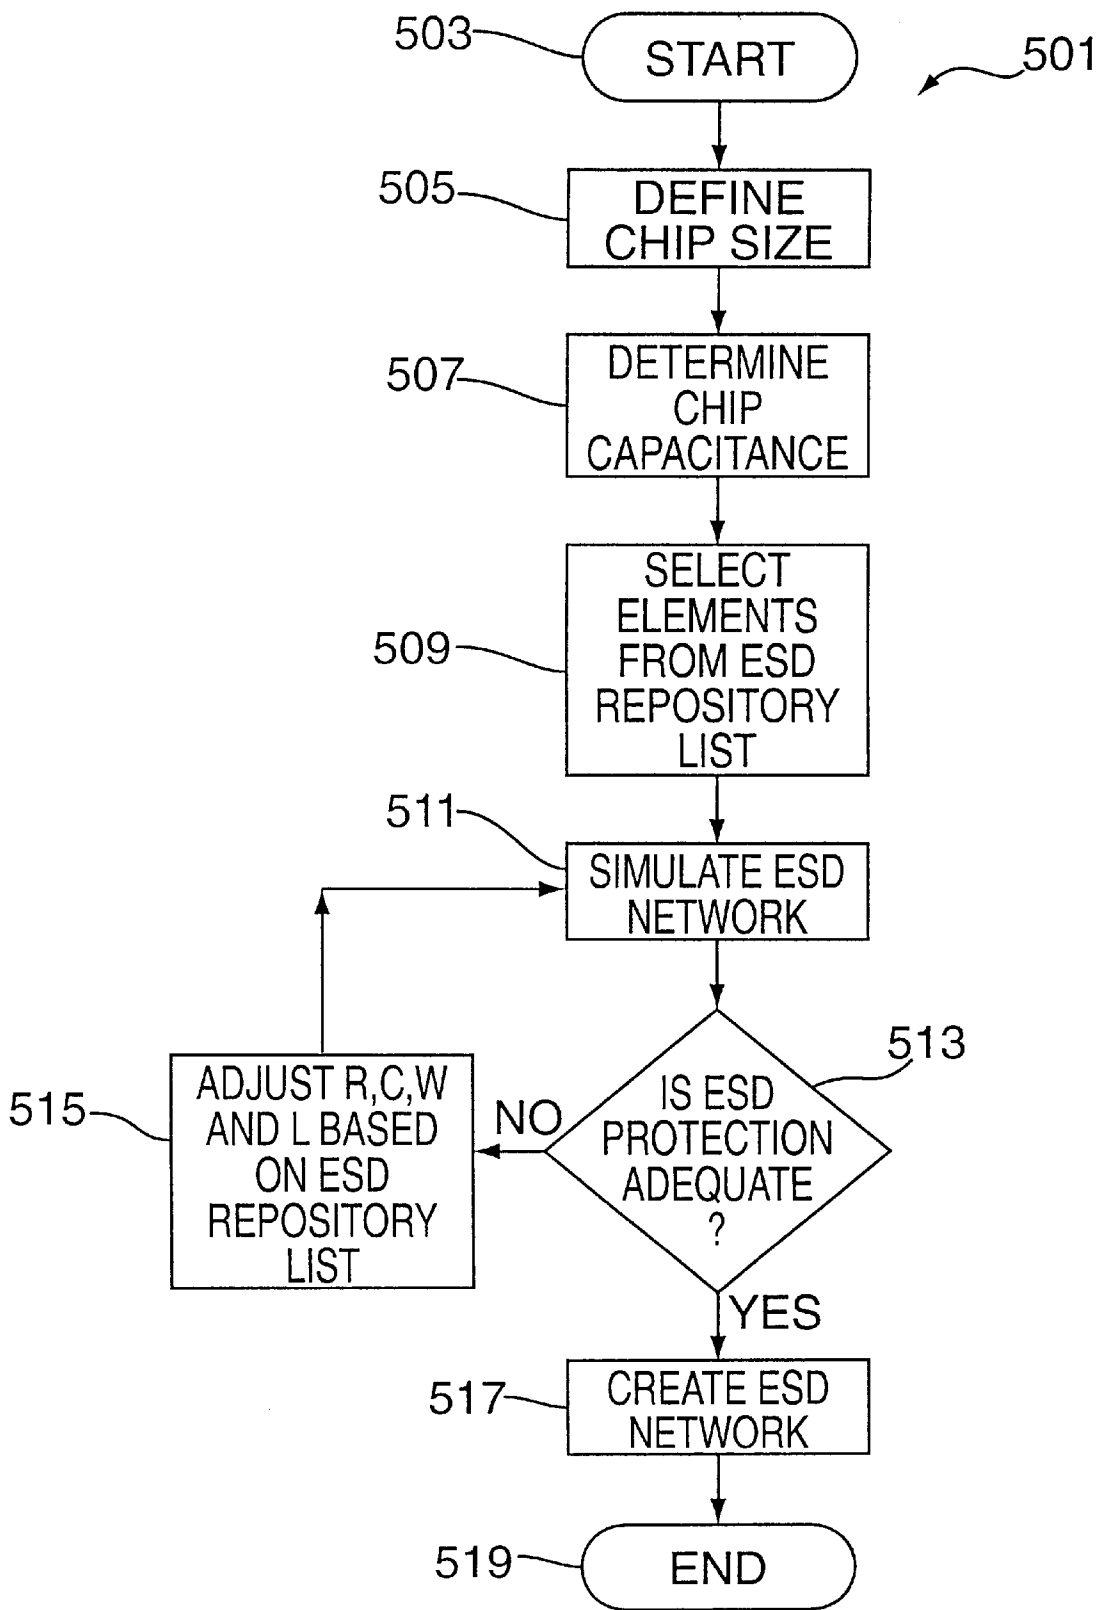 503
START
501
505
DEFINE
CHIP SIZE
507
DETERMINE
CHIP
CAPACITANCE
509
SELECT
ELEMENTS
FROM ESD
REPOSITORY
LIST
511
SIMULATE ESD
NETWORK
513
IS ESD
PROTECTION
ADEQUATE
?
NO
515
ADJUST R,C,W
AND L BASED
ON ESD
REPOSITORY
LIST
YES
517
CREATE ESD
NETWORK
519
END